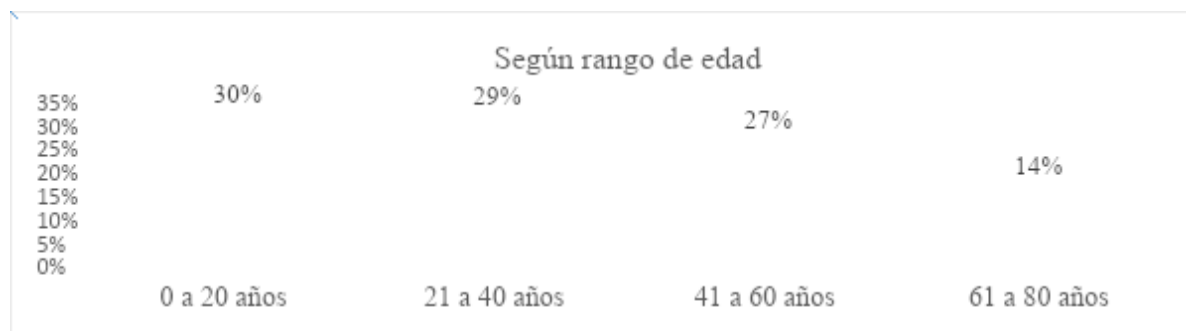 Según rango de edad
30%
29%
27%
14%
35%
30%
25%
20%
15%
10%
5%
0%
0 a 20 años
21 a 40 años
41 a 60 años
61 a 80 años